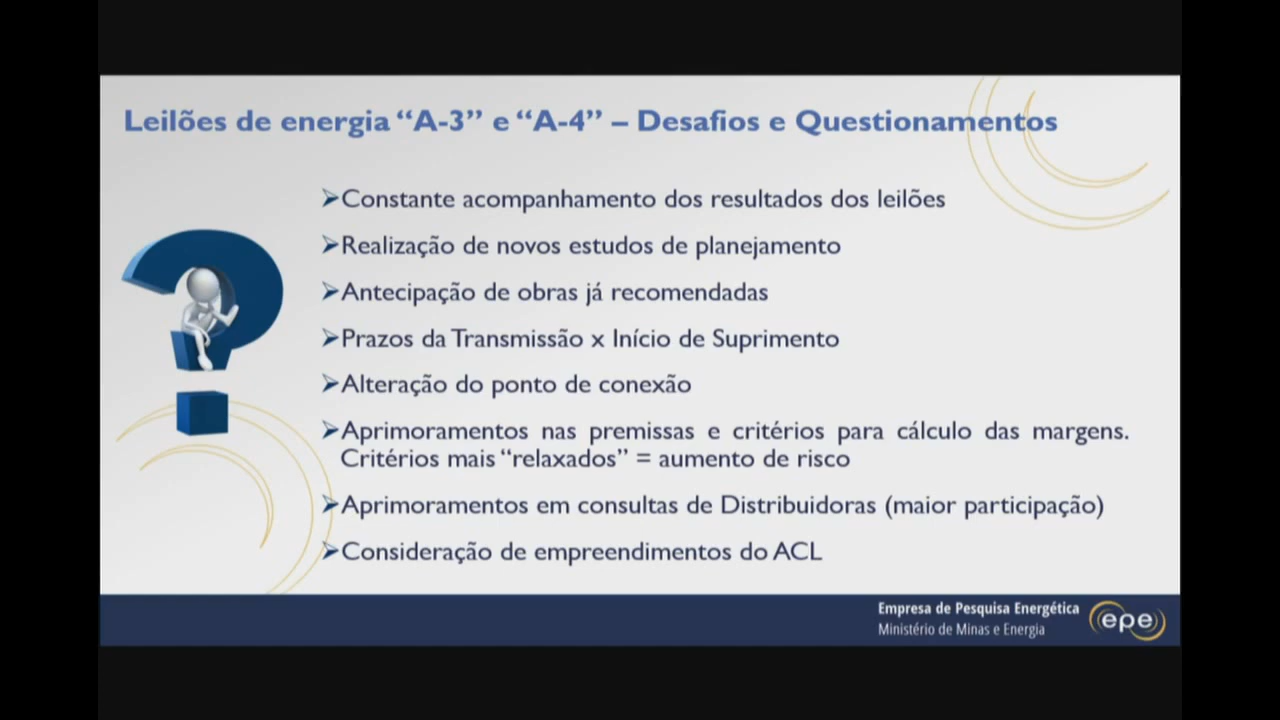 Leilões de energia “A-3” e “A-4” – Desafios e Questionamentos
➢Constante acompanhamento dos resultados dos leilões
➢Realização de novos estudos de planejamento
➢Antecipação de obras já recomendadas
➢Prazos da Transmissão x Início de Suprimento
➢Alteração do ponto de conexão
➢Aprimoramentos nas premissas e critérios para cálculo das margens.
Critérios mais “relaxados” = aumento de risco
➢Aprimoramentos em consultas de Distribuidoras (maior participação)
➢Consideração de empreendimentos do ACL
Empresa de Pesquisa Energética
Ministério de Minas e Energia
epe